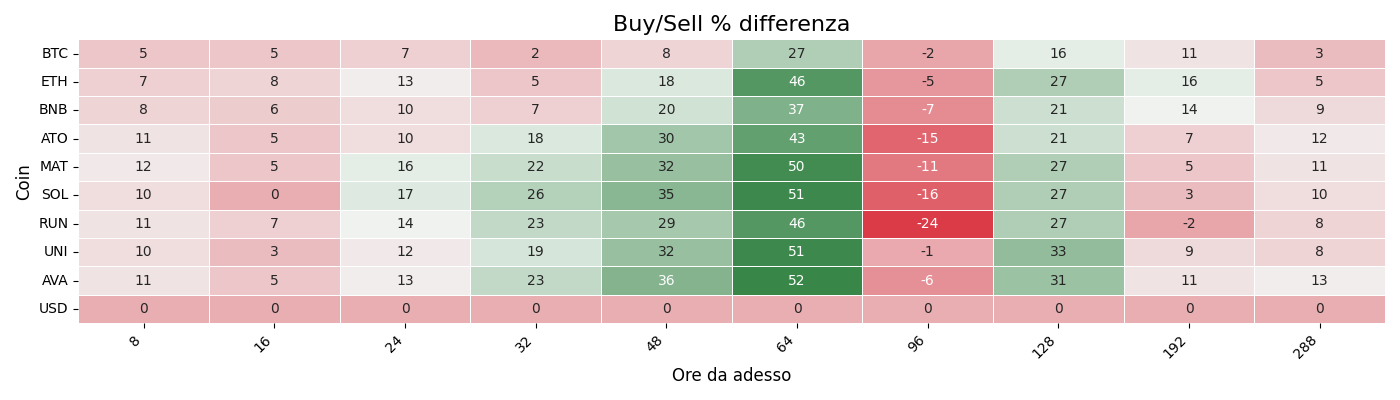 Buy/Sell % differenza
Coin
BTC 5 5 7 2 8 27 -2 16 11 3
ETH 7 8 13 5 18 46 -5 27 16 5
BNB 8 6 10 7 20 37 -7 21 14 9
ATO 11 5 10 18 30 43 -15 21 7 12
MAT 12 5 16 22 32 50 -11 27 5 11
SOL 10 0 17 26 35 51 -16 27 3 10
RUN 11 7 14 23 29 46 -24 27 -2 8
UNI 10 3 12 19 32 51 -1 33 9 8
AVA 11 5 13 23 36 52 -6 31 11 13
USD 0 0 0 0 0 0 0 0 0 0
8 16 24 32 48 64 96 128 192 288
Ore da adesso